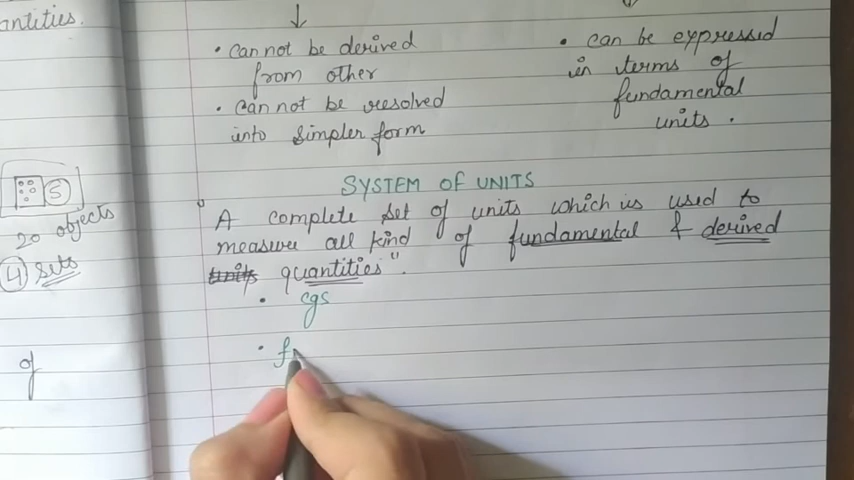 antities.
• can not be derived
from other
• can not be resolved
into simpler form
• can be expressed
in terms of
fundamental
units .
5
20 objects
4 sets
of
SYSTEM OF UNITS
" A complete set of units which is used to
measure all kind of fundamental & derived
units quantities".
• cgs
• f